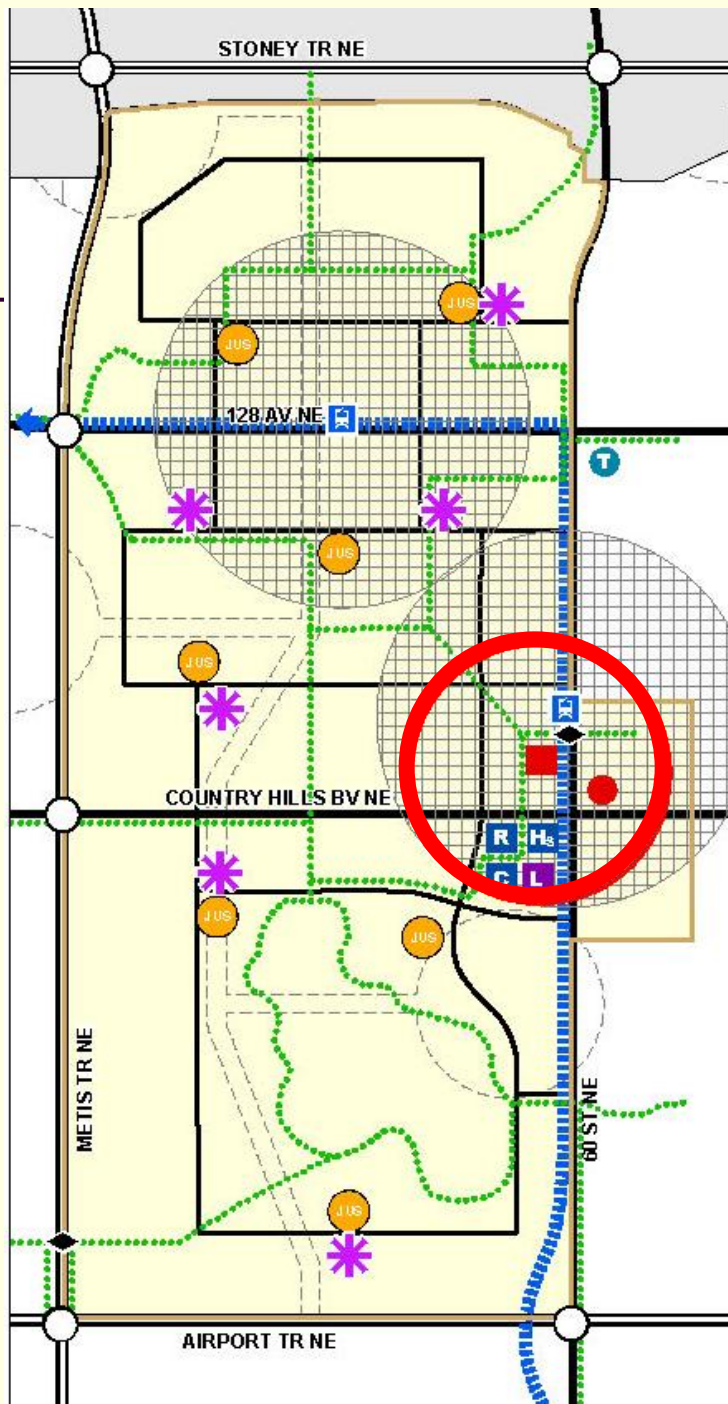 STONEY TR NE
JUS
JUS
128 AV NE
T
JUS
JUS
COUNTRY HILLS BV NE
R
Hs
L
JUS
JUS
METIS TR NE
60 ST NE
JUS
AIRPORT TR NE